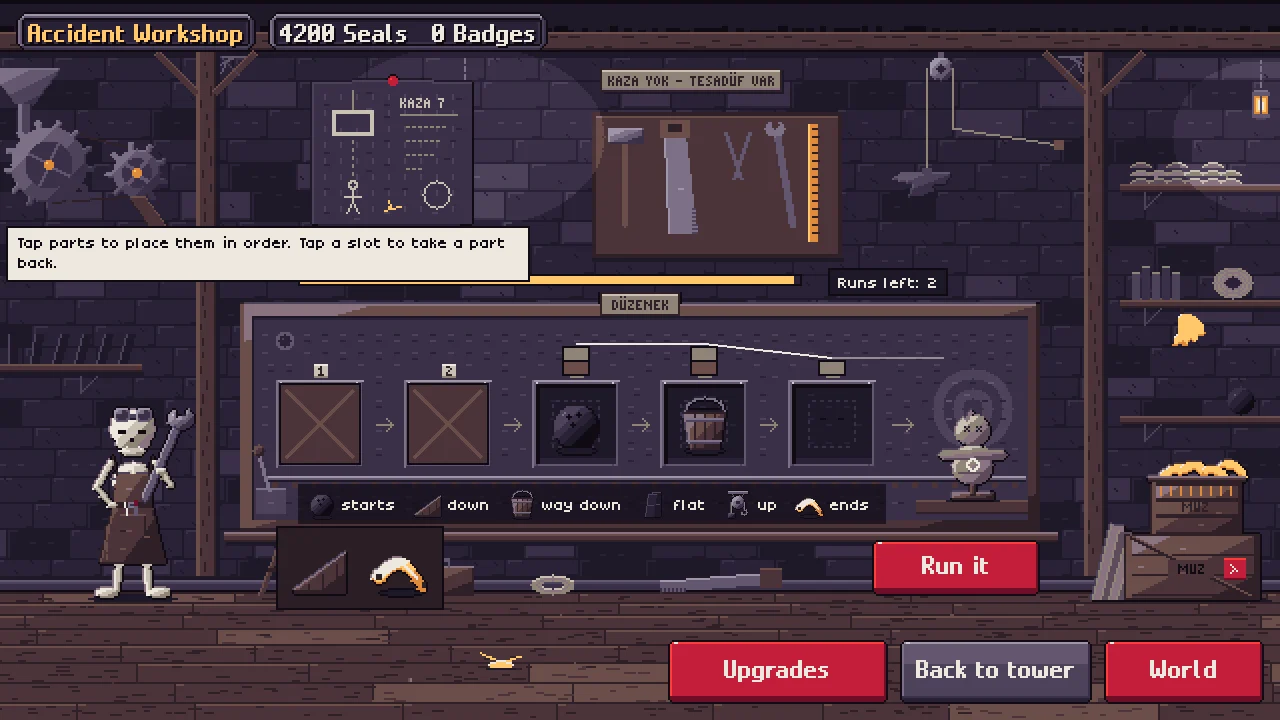 Accident Workshop
4200 Seals 0 Badges
KAZA YOK - TESADÜF VAR
KAZA 7
Tap parts to place them in order. Tap a slot to take a part
back.
Runs left: 2
DÜZENEK
1
2
starts
down
way down
flat
up
ends
MUZ
MUZ
>
Run it
Upgrades
Back to tower
World